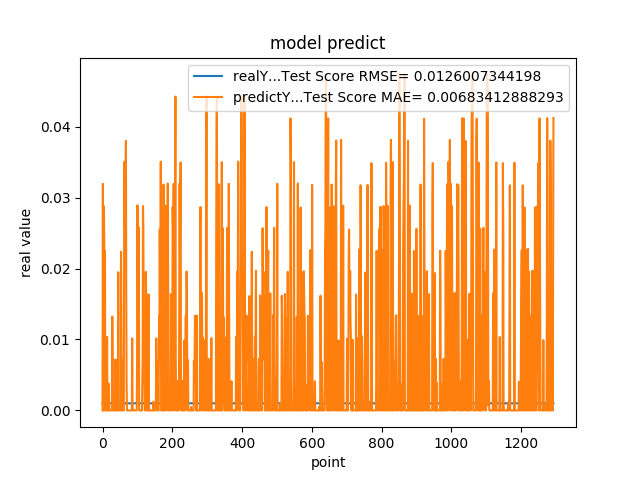 model predict
realY...Test Score RMSE= 0.0126007344198
predictY...Test Score MAE= 0.00683412888293
0.04
0.03
0.02
0.01
0.00
real value
0 200 400 600 800 1000 1200
point